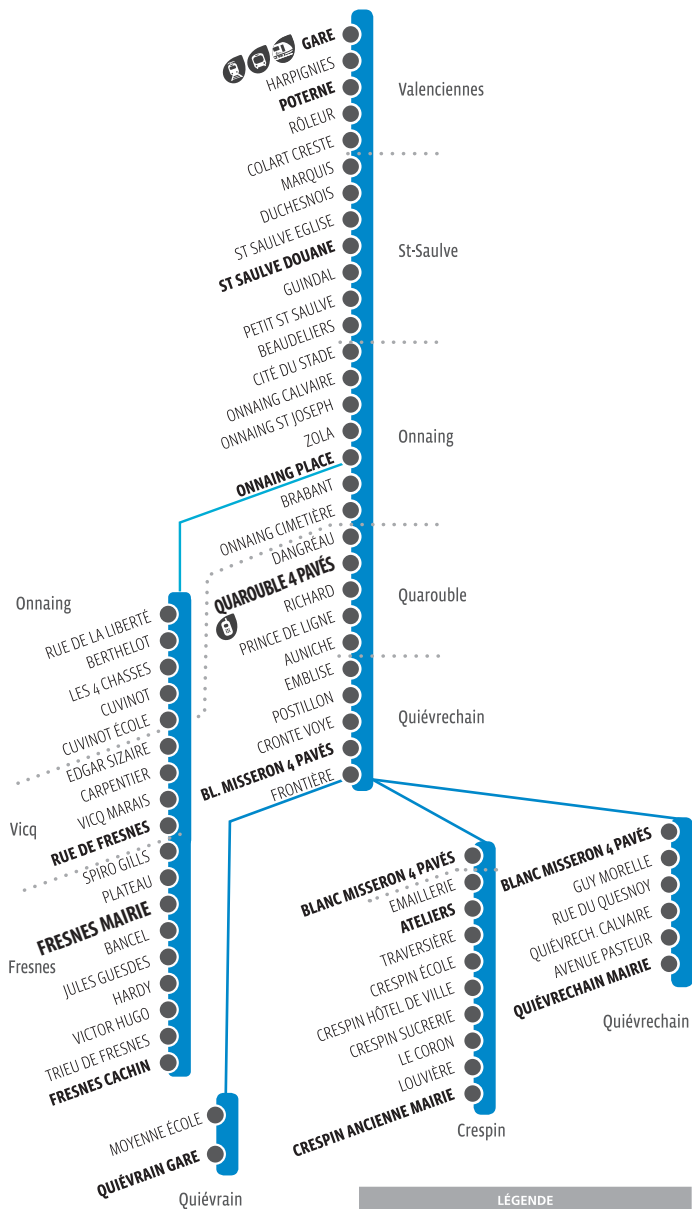 GARE
HARPIGNIES
POTERNE
RÔLEUR
COLART CRESTE
Valenciennes
MARQUIS
DUCHESNOIS
ST SAULVE EGLISE
ST SAULVE DOUANE
GUINDAL
PETIT ST SAULVE
BEAUDELIERS
St-Saulve
CITÉ DU STADE
ONNAING CALVAIRE
ONNAING ST JOSEPH
ZOLA
ONNAING PLACE
BRABANT
ONNAING CIMETIÈRE
Onnaing
DANGRÉAU
QUAROUBLE 4 PAVÉS
RICHARD
PRINCE DE LIGNE
AUNICHE
Quarouble
EMBLISE
POSTILLON
CRONTE VOYE
BL. MISSERON 4 PAVÉS
FRONTIÈRE
Quiévrechain
Onnaing
RUE DE LA LIBERTÉ
BERTHELOT
LES 4 CHASSES
CUVINOT
CUVINOT ÉCOLE
EDGAR SIZAIRE
CARPENTIER
VICQ MARAIS
RUE DE FRESNES
Vicq
SPIRO GILLS
PLATEAU
FRESNES MAIRIE
BANCEL
JULES GUESDES
HARDY
VICTOR HUGO
TRIEU DE FRESNES
FRESNES CACHIN
Fresnes
MOYENNE ÉCOLE
QUIÉVRAIN GARE
Quiévrain
BLANC MISSERON 4 PAVÉS
EMAILLERIE
ATELIERS
TRAVERSIÈRE
CRESPIN ÉCOLE
CRESPIN HÔTEL DE VILLE
CRESPIN SUCRERIE
LE CORON
LOUVIÈRE
CRESPIN ANCIENNE MAIRIE
Crespin
BLANC MISSERON 4 PAVÉS
GUY MORELLE
RUE DU QUESNOY
QUIÉVRECH. CALVAIRE
AVENUE PASTEUR
QUIÉVRECHAIN MAIRIE
Quiévrechain
LÉGENDE